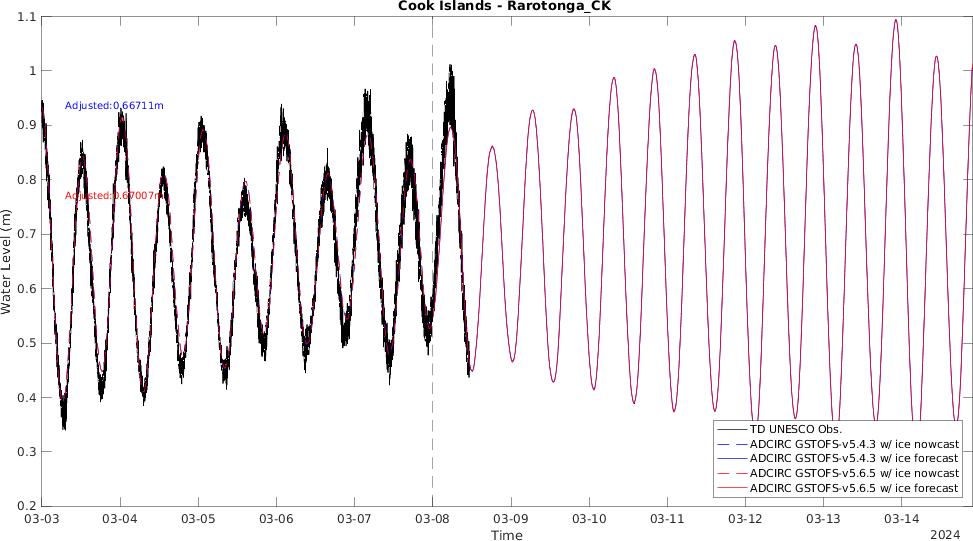 Cook Islands - Rarotonga_CK
Water Level (m)
1.1
1
0.9
0.8
0.7
0.6
0.5
0.4
0.3
0.2
Adjusted:0.66711m
Adjusted:0.67007m
TD UNESCO Obs.
ADCIRC GSTOFS-v5.4.3 w/ ice nowcast
ADCIRC GSTOFS-v5.4.3 w/ ice forecast
ADCIRC GSTOFS-v5.6.5 w/ ice nowcast
ADCIRC GSTOFS-v5.6.5 w/ ice forecast
03-03 03-04 03-05 03-06 03-07 03-08 03-09 03-10 03-11 03-12 03-13 03-14
Time
2024